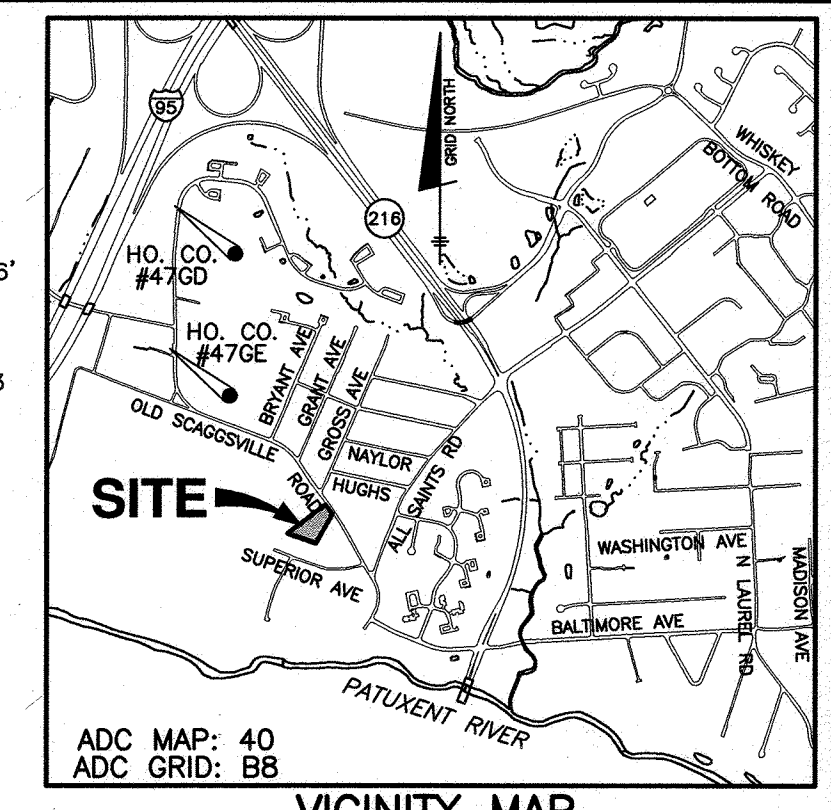 95
GRID NORTH
WHISKEY
BOTTOM ROAD
216
HO. CO.
#47GD
6'
HO. CO.
#47GE
3
BRYANT AVE
GRANT AVE
GROSS AVE
OLD SCAGGSVILLE
ROAD
NAYLOR
HUGHS
ALL SAINTS RD
SITE
SUPERIOR AVE
WASHINGTON AVE
N LAUREL RD
MADISON AVE
BALTIMORE AVE
PATUXENT RIVER
ADC MAP: 40
ADC GRID: B8
VICINITY MAP